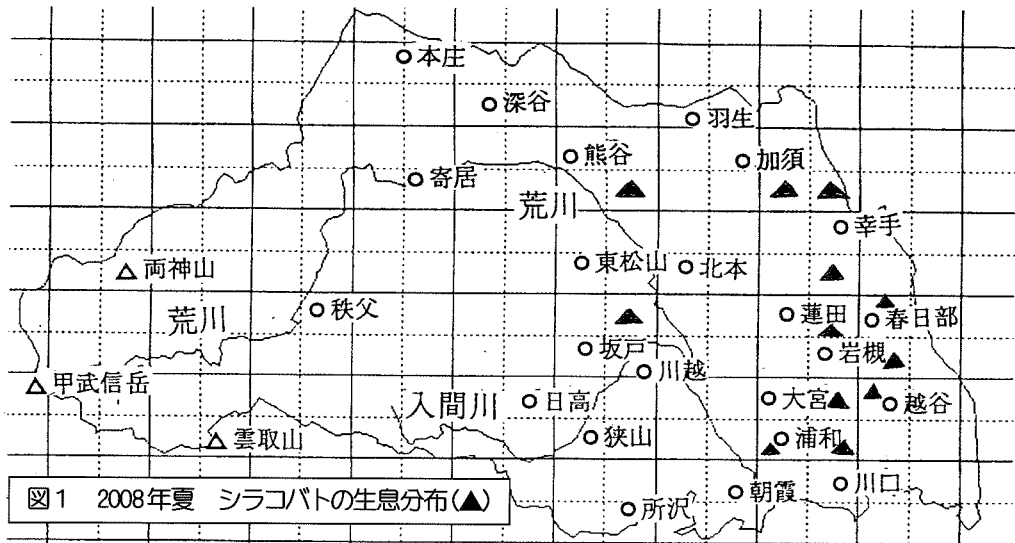 本庄
深谷
羽生
熊谷
加須
寄居
荒川
幸手
東松山
北本
両神山
秩父
荒川
蓮田
春日部
坂戸
岩槻
川越
甲武信岳
入間川
日高
大宮
越谷
雲取山
狭山
浦和
図1 2008年夏 シラコバトの生息分布(▲)
所沢
朝霞
川口